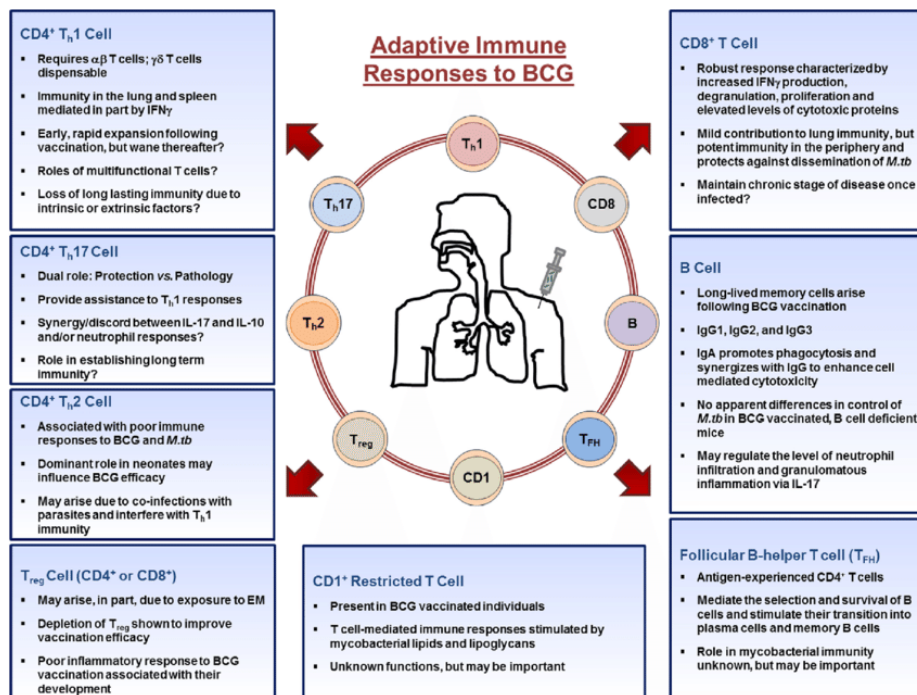 Adaptive Immune
Responses to BCG
CD4⁺ Tₕ1 Cell
▪ Requires αβ T cells; γδ T cells
dispensable
▪ Immunity in the lung and spleen
mediated in part by IFNγ
▪ Early, rapid expansion following
vaccination, but wane thereafter?
▪ Roles of multifunctional T cells?
▪ Loss of long lasting immunity due to
intrinsic or extrinsic factors?
CD4⁺ Tₕ17 Cell
▪ Dual role: Protection vs. Pathology
▪ Provide assistance to Tₕ1 responses
▪ Synergy/discord between IL-17 and IL-10
and/or neutrophil responses?
▪ Role in establishing long term
immunity?
CD4⁺ Tₕ2 Cell
▪ Associated with poor immune
responses to BCG and M.tb
▪ Dominant role in neonates may
influence BCG efficacy
▪ May arise due to co-infections with
parasites and interfere with Tₕ1
immunity
T_reg Cell (CD4⁺ or CD8⁺)
▪ May arise, in part, due to exposure to EM
▪ Depletion of T_reg shown to improve
vaccination efficacy
▪ Poor inflammatory response to BCG
vaccination associated with their
development
Tₕ1
CD8
B
T_FH
CD1
T_reg
Tₕ2
Tₕ17
CD1⁺ Restricted T Cell
▪ Present in BCG vaccinated individuals
▪ T cell-mediated immune responses stimulated by
mycobacterial lipids and lipoglycans
▪ Unknown functions, but may be important
CD8⁺ T Cell
▪ Robust response characterized by
increased IFNγ production,
degranulation, proliferation and
elevated levels of cytotoxic proteins
▪ Mild contribution to lung immunity, but
potent immunity in the periphery and
protects against dissemination of M.tb
▪ Maintain chronic stage of disease once
infected?
B Cell
▪ Long-lived memory cells arise
following BCG vaccination
▪ IgG1, IgG2, and IgG3
▪ IgA promotes phagocytosis and
synergizes with IgG to enhance cell
mediated cytotoxicity
▪ No apparent differences in control of
M.tb in BCG vaccinated, B cell deficient
mice
▪ May regulate the level of neutrophil
infiltration and granulomatous
inflammation via IL-17
Follicular B-helper T cell (T_FH)
▪ Antigen-experienced CD4⁺ T cells
▪ Mediate the selection and survival of B
cells and stimulate their transition into
plasma cells and memory B cells
▪ Role in mycobacterial immunity
unknown, but may be important